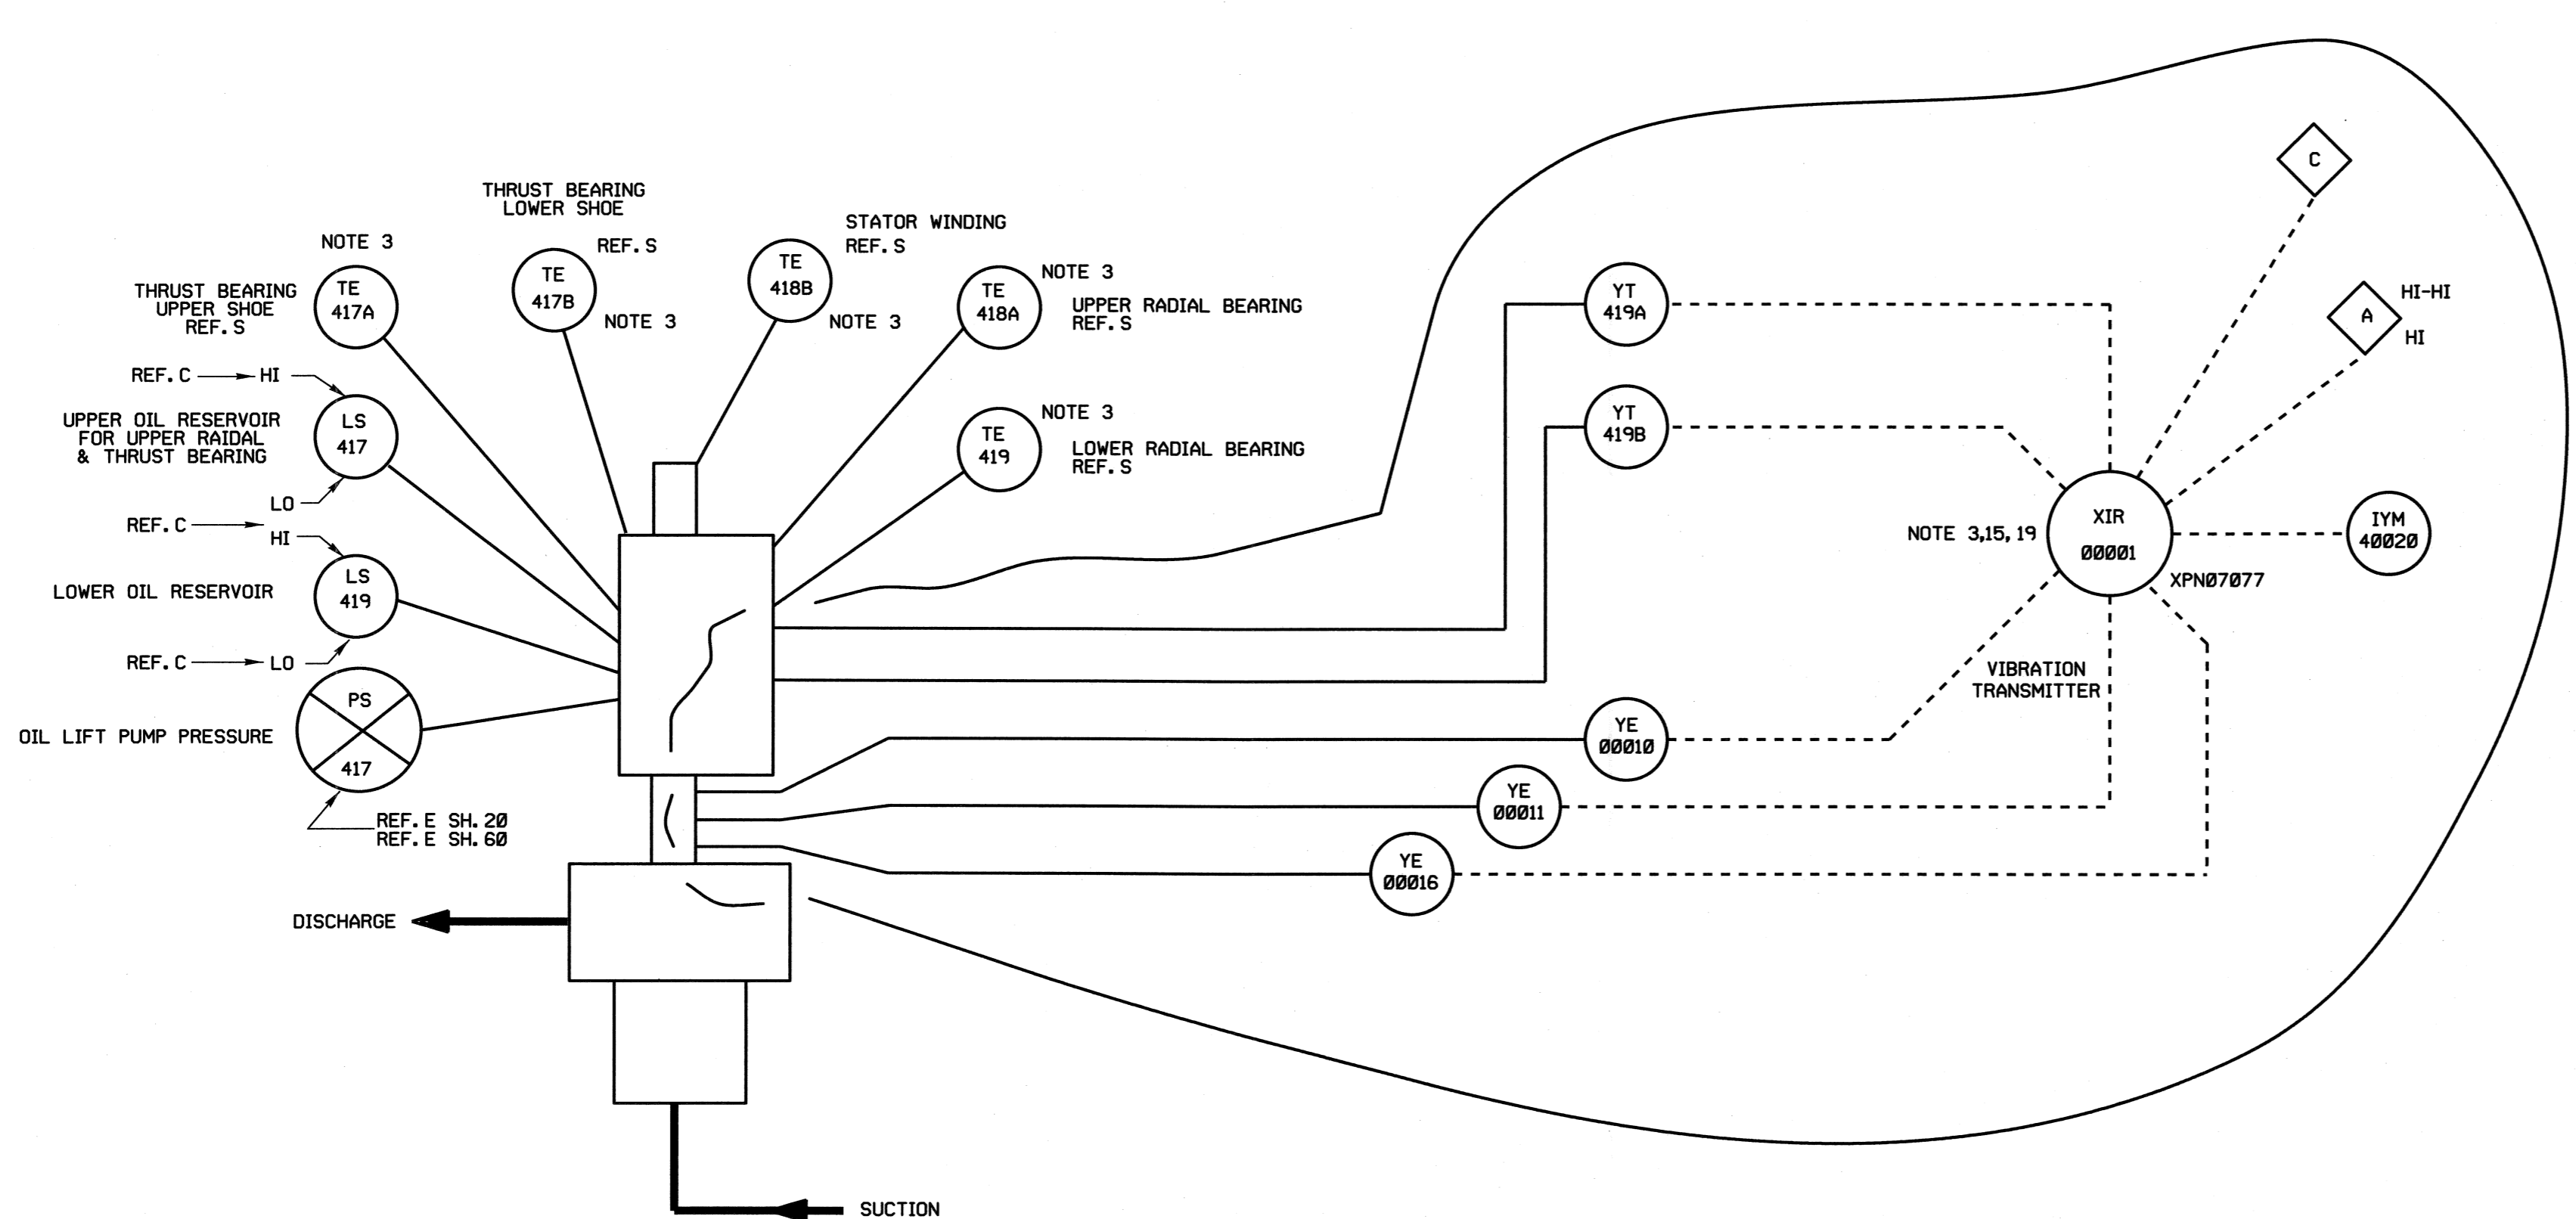 THRUST BEARING
LOWER SHOE
REF. S
TE
417B
NOTE 3
STATOR WINDING
REF. S
TE
418B
NOTE 3
NOTE 3
TE
417A
THRUST BEARING
UPPER SHOE
REF. S
NOTE 3
TE
418A
UPPER RADIAL BEARING
REF. S
REF. C
HI
LS
417
UPPER OIL RESERVOIR
FOR UPPER RAIDAL
& THRUST BEARING
LO
NOTE 3
TE
419
LOWER RADIAL BEARING
REF. S
REF. C
HI
LS
419
LOWER OIL RESERVOIR
REF. C
LO
PS
417
OIL LIFT PUMP PRESSURE
REF. E SH. 20
REF. E SH. 60
DISCHARGE
SUCTION
YT
419A
YT
419B
YE
00010
YE
00011
YE
00016
C
A
HI-HI
HI
NOTE 3,15,19
XIR
00001
XPN07077
IYM
40020
VIBRATION
TRANSMITTER